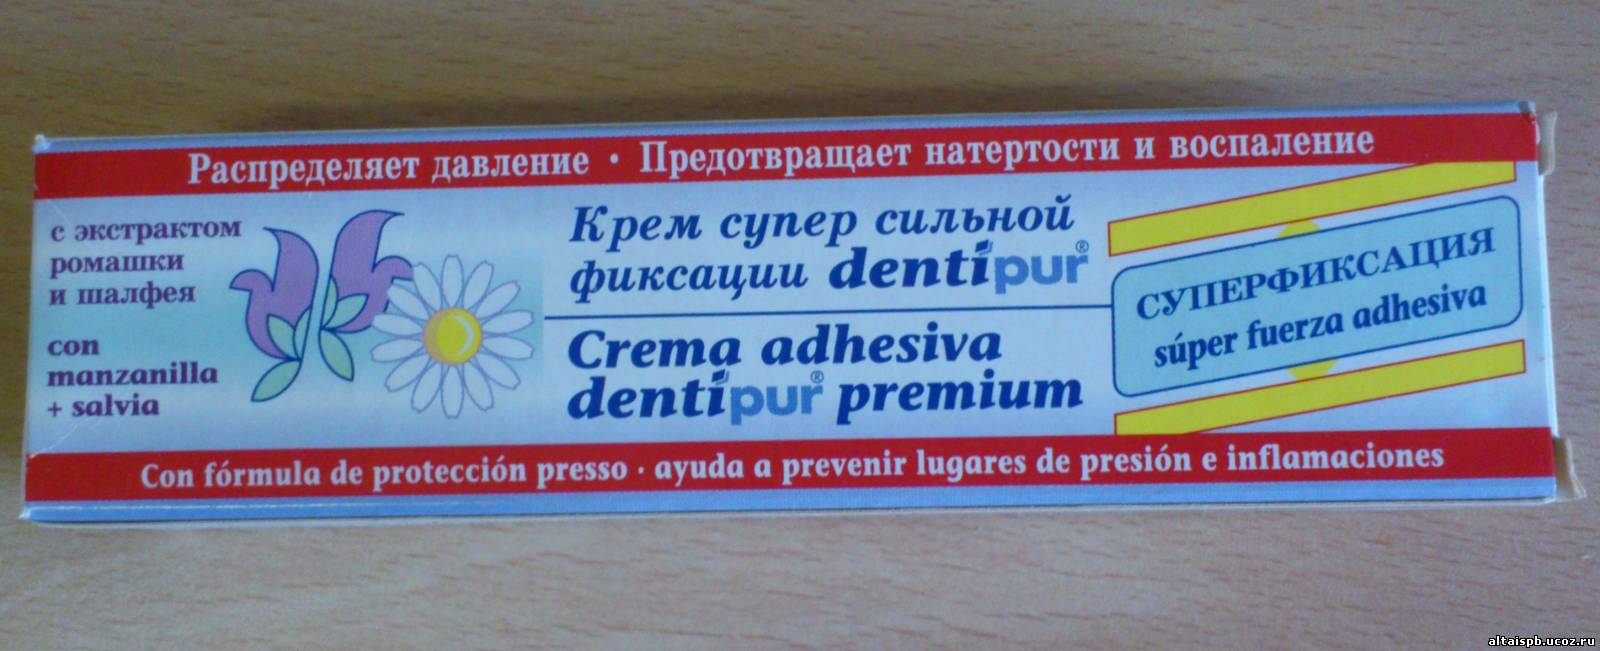 Распределяет давление · Предотвращает натертости и воспаление
с экстрактом
ромашки
и шалфея
con
manzanilla
+ salvia
Крем супер сильной
фиксации dentipur®
Crema adhesiva
dentipur® premium
СУПЕРФИКСАЦИЯ
súper fuerza adhesiva
Con fórmula de protección presso · ayuda a prevenir lugares de presión e inflamaciones
altaispb.ucoz.ru